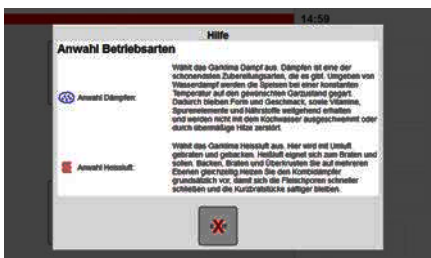 14:59
Hilfe
Anwahl Betriebsarten
Wählt das Garklima Dampf aus. Dämpfen ist eine der
schonendsten Zubereitungsarten, die es gibt. Umgeben von
Wasserdampf werden die Speisen bei einer konstanten
Temperatur auf den gewünschten Garzustand gegart.
Anwahl Dämpfen:
Dadurch bleiben Form und Geschmack, sowie Vitamine,
Spurenelemente und Nährstoffe weitgehend erhalten
und werden nicht mit dem Kochwasser ausgeschwemmt oder
durch übermäßige Hitze zerstört.
Wählt das Garklima Heissluft aus. Hier wird mit Umluft
gebraten und gebacken. Heißluft eignet sich zum Braten und
sollen. Backen, Braten und Überkrusten Sie auf mehreren
Anwahl Heissluft:
Ebenen gleichzeitig.Heizen Sie den Kombidämpfer
grundsätzlich vor, damit sich die Fleischporen schneller
schließen und die Kurzbratstücke saftiger bleiben.